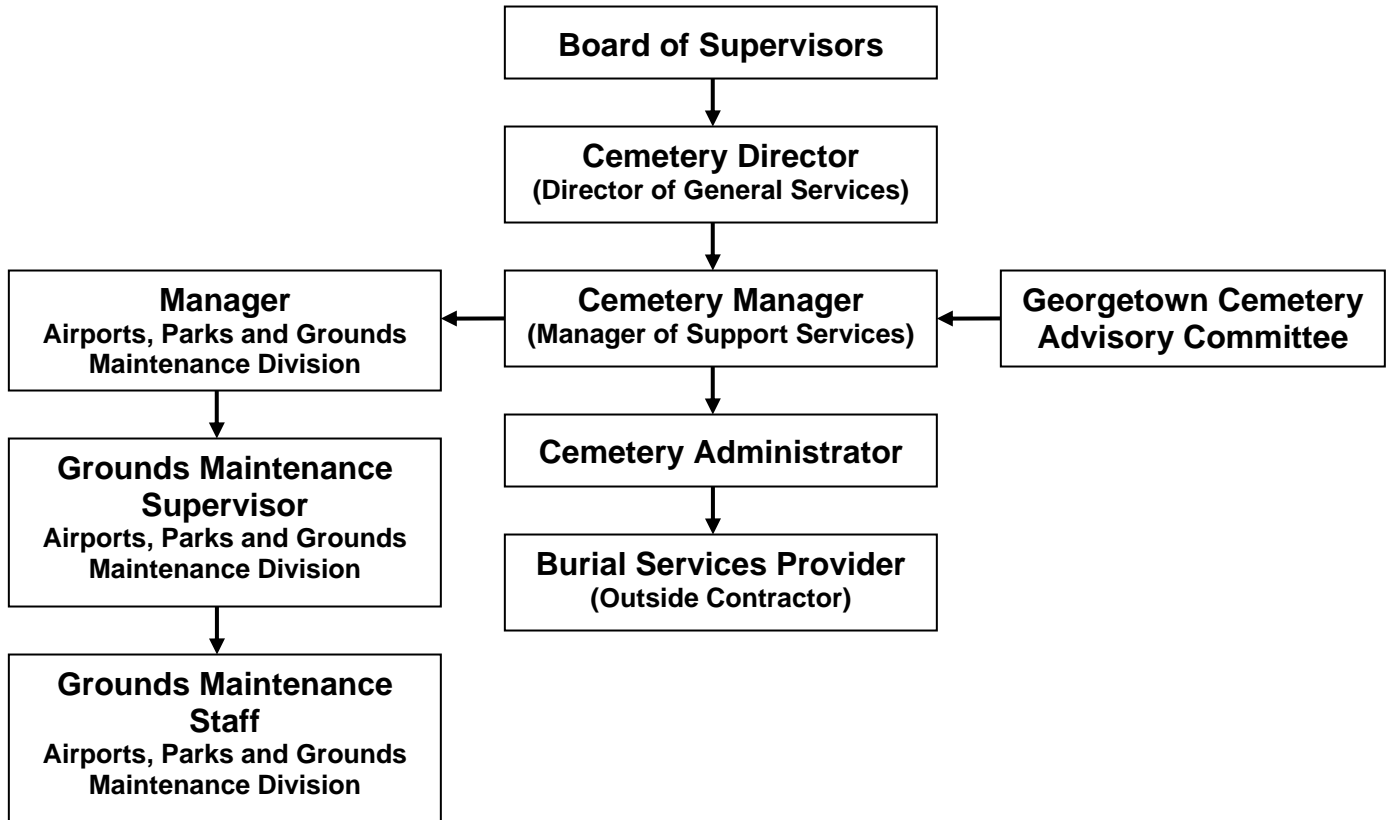 Board of Supervisors
Cemetery Director
(Director of General Services)
Manager
Airports, Parks and Grounds
Maintenance Division
Cemetery Manager
(Manager of Support Services)
Georgetown Cemetery
Advisory Committee
Cemetery Administrator
Grounds Maintenance
Supervisor
Airports, Parks and Grounds
Maintenance Division
Burial Services Provider
(Outside Contractor)
Grounds Maintenance
Staff
Airports, Parks and Grounds
Maintenance Division